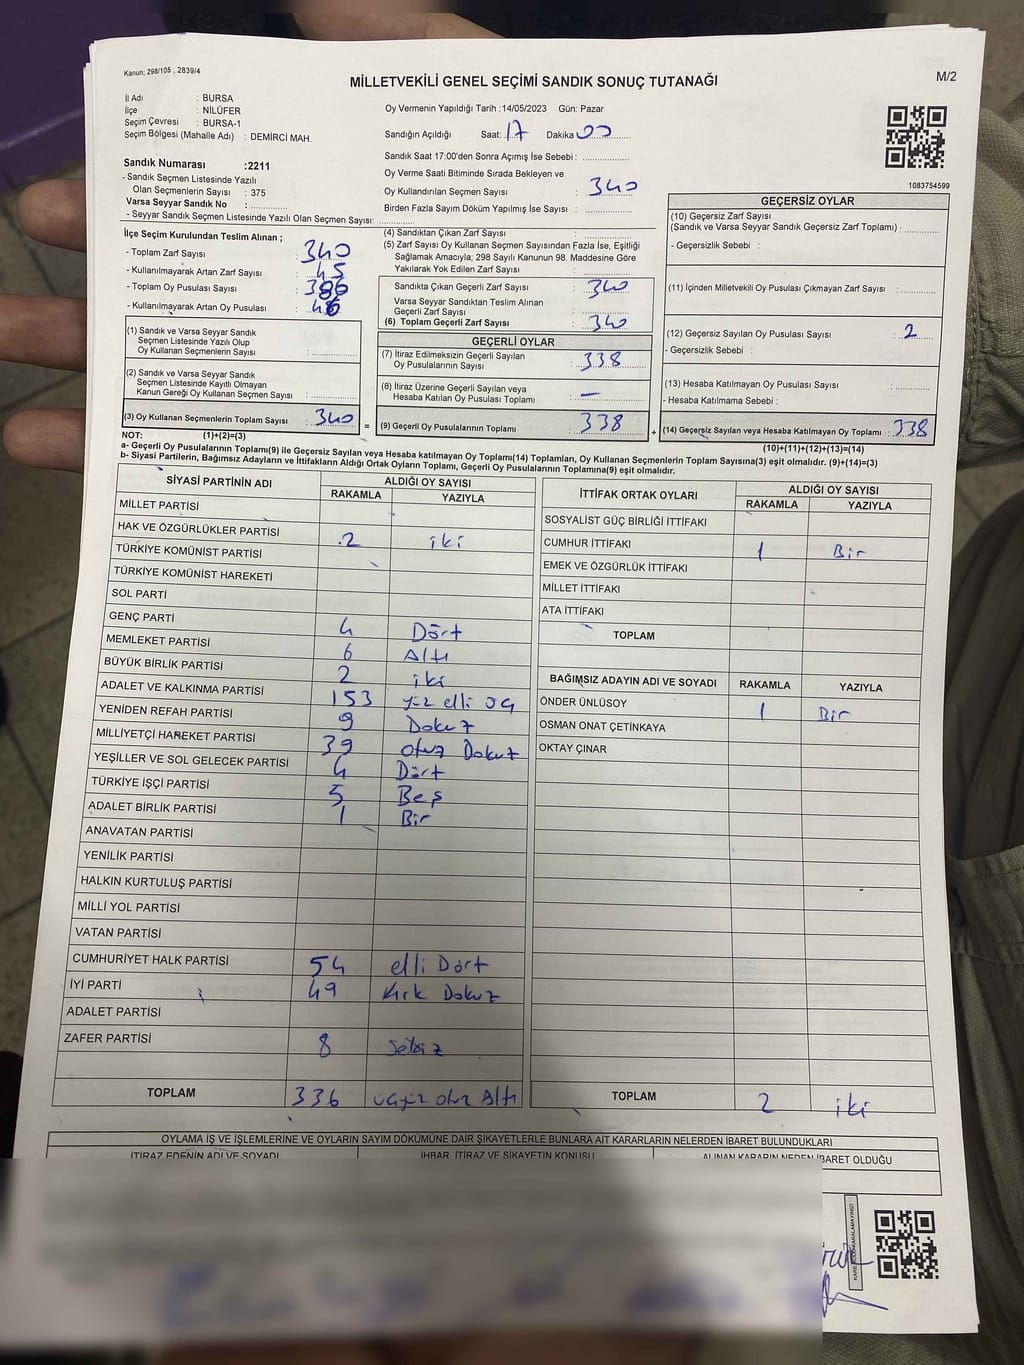 Kanun; 298/105 , 2839/4
MİLLETVEKİLİ GENEL SEÇİMİ SANDIK SONUÇ TUTANAĞI
M/2
İl Adı : BURSA
İlçe : NİLÜFER
Seçim Çevresi : BURSA-1
Seçim Bölgesi (Mahalle Adı) : DEMİRCİ MAH.
Sandık Numarası :2211
- Sandık Seçmen Listesinde Yazılı
Olan Seçmenlerin Sayısı : 375
Varsa Seyyar Sandık No :
- Seyyar Sandık Seçmen Listesinde Yazılı Olan Seçmen Sayısı:
Oy Vermenin Yapıldığı Tarih :14/05/2023 Gün: Pazar
Sandığın Açıldığı Saat: 17 Dakika 00
Sandık Saat 17:00'den Sonra Açımış İse Sebebi :
Oy Verme Saati Bitiminde Sırada Bekleyen ve
Oy Kullandırılan Seçmen Sayısı : 340
Birden Fazla Sayım Döküm Yapılmış İse Sayısı :
1083754599
İlçe Seçim Kurulundan Teslim Alınan ;
- Toplam Zarf Sayısı : 340
- Kullanılmayarak Artan Zarf Sayısı : 45
- Toplam Oy Pusulası Sayısı : 386
- Kullanılmayarak Artan Oy Pusulası : 46
(4) Sandıktan Çıkan Zarf Sayısı :
(5) Zarf Sayısı Oy Kullanan Seçmen Sayısından Fazla İse, Eşitliği
Sağlamak Amacıyla; 298 Sayılı Kanunun 98. Maddesine Göre
Yakılarak Yok Edilen Zarf Sayısı :
Sandıkta Çıkan Geçerli Zarf Sayısı : 340
Varsa Seyyar Sandıktan Teslim Alınan
Geçerli Zarf Sayısı :
(6) Toplam Geçerli Zarf Sayısı : 340
GEÇERSİZ OYLAR
(10) Geçersiz Zarf Sayısı
(Sandık ve Varsa Seyyar Sandık Geçersiz Zarf Toplamı) :
- Geçersizlik Sebebi :
(11) İçinden Milletvekili Oy Pusulası Çıkmayan Zarf Sayısı :
(12) Geçersiz Sayılan Oy Pusulası Sayısı : 2
- Geçersizlik Sebebi :
(13) Hesaba Katılmayan Oy Pusulası Sayısı :
- Hesaba Katılmama Sebebi :
(14) Geçersiz Sayılan veya Hesaba Katılmayan Oy Toplamı : 338
(10)+(11)+(12)+(13)=(14)
(1) Sandık ve Varsa Seyyar Sandık
Seçmen Listesinde Yazılı Olup
Oy Kullanan Seçmenlerin Sayısı :
(2) Sandık ve Varsa Seyyar Sandık
Seçmen Listesinde Kayıtlı Olmayan
Kanun Gereği Oy Kullanan Seçmen Sayısı :
(3) Oy Kullanan Seçmenlerin Toplam Sayısı : 340
=
GEÇERLİ OYLAR
(7) İtiraz Edilmeksizin Geçerli Sayılan
Oy Pusulalarının Sayısı : 338
(8) İtiraz Üzerine Geçerli Sayılan veya
Hesaba Katılan Oy Pusulası Toplamı : —
(9) Geçerli Oy Pusulalarının Toplamı : 338
+
NOT: (1)+(2)=(3)
a- Geçerli Oy Pusulalarının Toplamı(9) ile Geçersiz Sayılan veya Hesaba katılmayan Oy Toplamı(14) Toplamları, Oy Kullanan Seçmenlerin Toplam Sayısına(3) eşit olmalıdır. (9)+(14)=(3)
b- Siyasi Partilerin, Bağımsız Adayların ve İttifakların Aldığı Ortak Oyların Toplamı, Geçerli Oy Pusulalarının Toplamına(9) eşit olmalıdır.
SİYASİ PARTİNİN ADI
ALDIĞI OY SAYISI
RAKAMLA YAZIYLA
MİLLET PARTİSİ
HAK VE ÖZGÜRLÜKLER PARTİSİ
TÜRKİYE KOMÜNİST PARTİSİ 2 iki
TÜRKİYE KOMÜNİST HAREKETİ
SOL PARTİ
GENÇ PARTİ 4 Dört
MEMLEKET PARTİSİ 6 Altı
BÜYÜK BİRLİK PARTİSİ 2 iki
ADALET VE KALKINMA PARTİSİ 153 yüz elli üç
YENİDEN REFAH PARTİSİ 9 Dokuz
MİLLİYETÇİ HAREKET PARTİSİ 39 otuz Dokuz
YEŞİLLER VE SOL GELECEK PARTİSİ 4 Dört
TÜRKİYE İŞÇİ PARTİSİ 5 Beş
ADALET BİRLİK PARTİSİ 1 Bir
ANAVATAN PARTİSİ
YENİLİK PARTİSİ
HALKIN KURTULUŞ PARTİSİ
MİLLİ YOL PARTİSİ
VATAN PARTİSİ
CUMHURİYET HALK PARTİSİ 54 elli Dört
İYİ PARTİ 49 Kırk Dokuz
ADALET PARTİSİ
ZAFER PARTİSİ 8 Sekiz
TOPLAM 336 üçyüz otuz Altı
İTTİFAK ORTAK OYLARI
ALDIĞI OY SAYISI
RAKAMLA YAZIYLA
SOSYALİST GÜÇ BİRLİĞİ İTTİFAKI
CUMHUR İTTİFAKI 1 Bir
EMEK VE ÖZGÜRLÜK İTTİFAKI
MİLLET İTTİFAKI
ATA İTTİFAKI
TOPLAM
BAĞIMSIZ ADAYIN ADI VE SOYADI RAKAMLA YAZIYLA
ÖNDER ÜNLÜSOY 1 Bir
OSMAN ONAT ÇETİNKAYA
OKTAY ÇINAR
TOPLAM 2 iki
OYLAMA İŞ VE İŞLEMLERİNE VE OYLARIN SAYIM DÖKÜMÜNE DAİR ŞİKAYETLERLE BUNLARA AİT KARARLARIN NELERDEN İBARET BULUNDUKLARI
İTİRAZ EDENİN ADI VE SOYADI
İHBAR, İTİRAZ VE ŞİKAYETİN KONUSU
ALINAN KARARIN NEDEN İBARET OLDUĞU